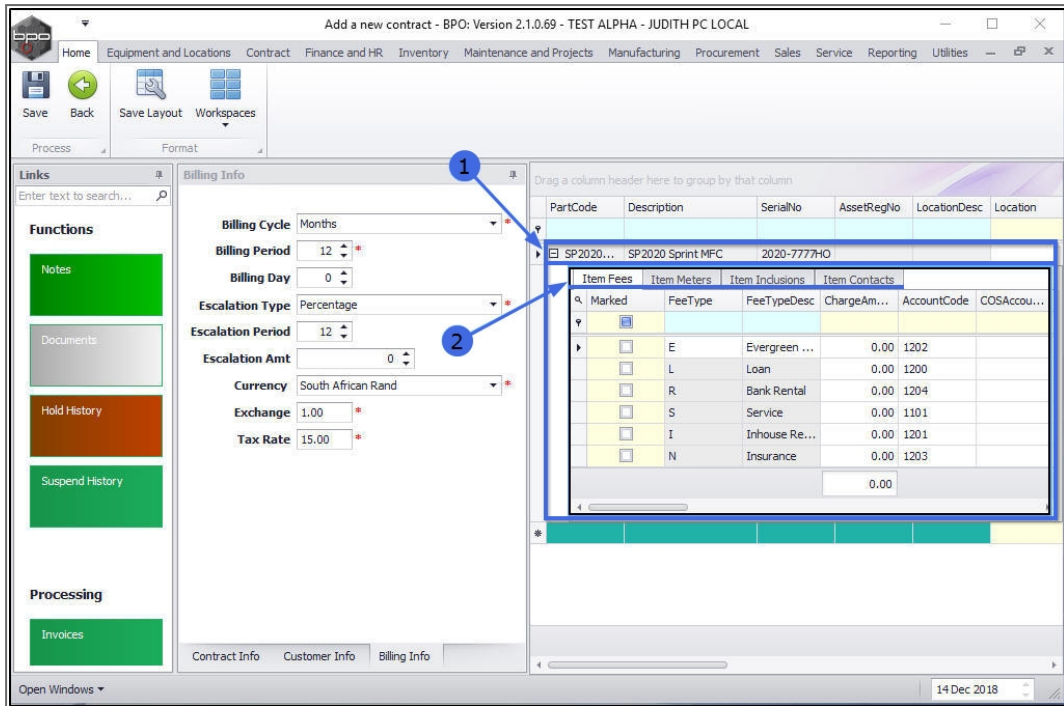 Add a new contract - BPO: Version 2.1.0.69 - TEST ALPHA - JUDITH PC LOCAL
bpo
Home Equipment and Locations Contract Finance and HR Inventory Maintenance and Projects Manufacturing Procurement Sales Service Reporting Utilities
Save Back Save Layout Workspaces
Process Format
Links
Enter text to search...
Functions
Notes
Documents
Hold History
Suspend History
Processing
Invoices
Billing Info
Billing Cycle Months *
Billing Period 12 *
Billing Day 0
Escalation Type Percentage *
Escalation Period 12
Escalation Amt 0
Currency South African Rand *
Exchange 1.00 *
Tax Rate 15.00 *
Contract Info Customer Info Billing Info
1
2
Drag a column header here to group by that column
PartCode Description SerialNo AssetRegNo LocationDesc Location
SP2020... SP2020 Sprint MFC 2020-7777HO
Item Fees Item Meters Item Inclusions Item Contacts
Marked FeeType FeeTypeDesc ChargeAm... AccountCode COSAccou...
E Evergreen ... 0.00 1202
L Loan 0.00 1200
R Bank Rental 0.00 1204
S Service 0.00 1101
I Inhouse Re... 0.00 1201
N Insurance 0.00 1203
0.00
Open Windows
14 Dec 2018